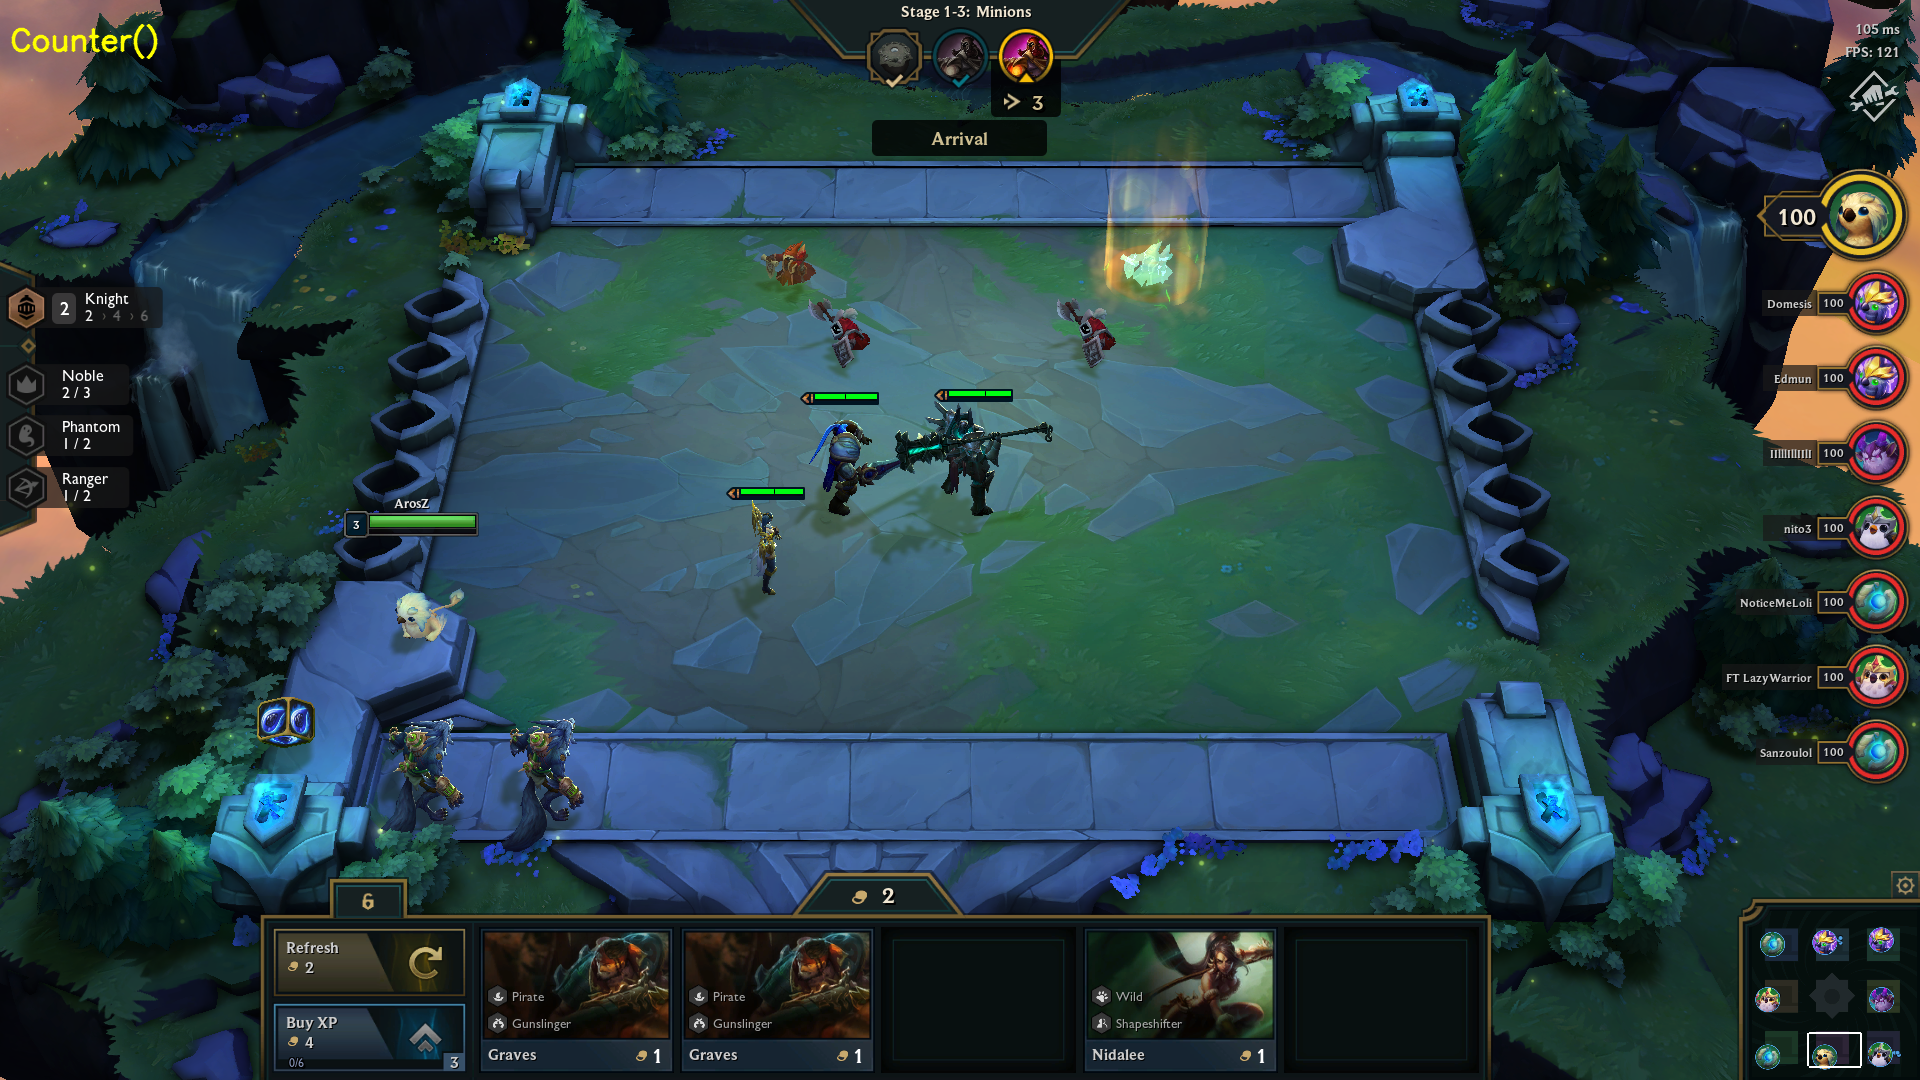 Counter()
Stage 1-3: Minions
105 ms
FPS: 121
3
Arrival
100
Domesis 100
Edmun 100
100
nito3 100
NoticeMeLoli 100
FT LazyWarrior 100
Sanzoulol 100
2 Knight
2 › 4 › 6
Noble
2 / 3
Phantom
1 / 2
Ranger
1 / 2
ArosZ
3
6
2
Refresh
2
Buy XP
4
0/6 3
Pirate
Gunslinger
Graves 1
Pirate
Gunslinger
Graves 1
Wild
Shapeshifter
Nidalee 1